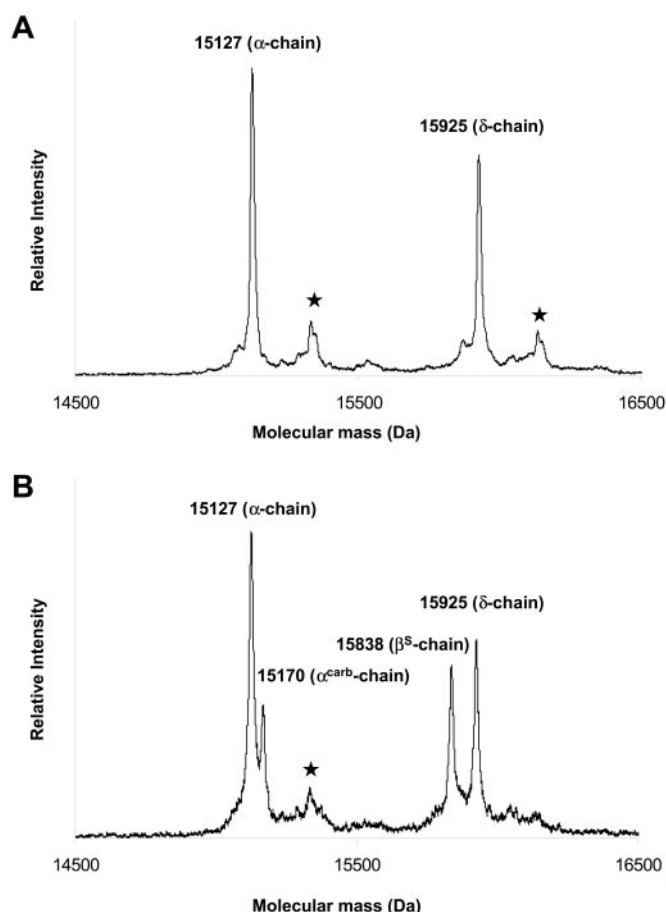 A
15127 (α-chain)
15925 (δ-chain)
★
★
Relative Intensity
14500
15500
16500
Molecular mass (Da)
B
15127 (α-chain)
15925 (δ-chain)
15838 (βS-chain)
15170 (αcarb-chain)
★
Relative Intensity
14500
15500
16500
Molecular mass (Da)